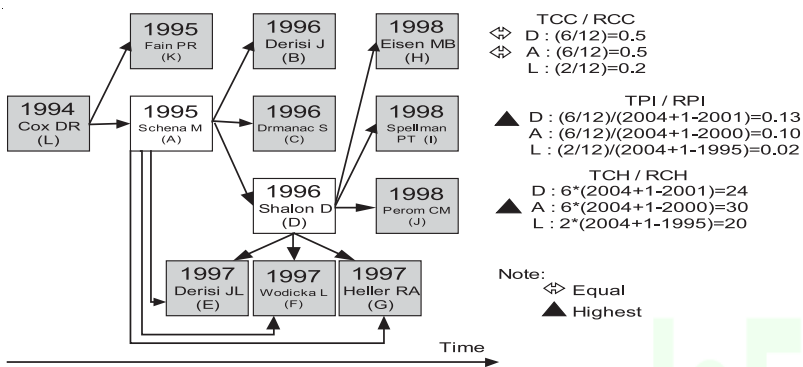 1995
Fain PR
(K)
1996
Derisi J
(B)
1998
Eisen MB
(H)
1994
Cox DR
(L)
1995
Schena M
(A)
1996
Drmanac S
(C)
1998
Spellman
PT (I)
1996
Shalon D
(D)
1998
Perom CM
(J)
1997
Derisi JL
(E)
1997
Wodicka L
(F)
1997
Heller RA
(G)
Time
TCC / RCC
D : (6/12)=0.5
A : (6/12)=0.5
L : (2/12)=0.2
TPI / RPI
D : (6/12)/(2004+1-2001)=0.13
A : (6/12)/(2004+1-2000)=0.10
L : (2/12)/(2004+1-1995)=0.02
TCH / RCH
D : 6*(2004+1-2001)=24
A : 6*(2004+1-2000)=30
L : 2*(2004+1-1995)=20
Note:
Equal
Highest